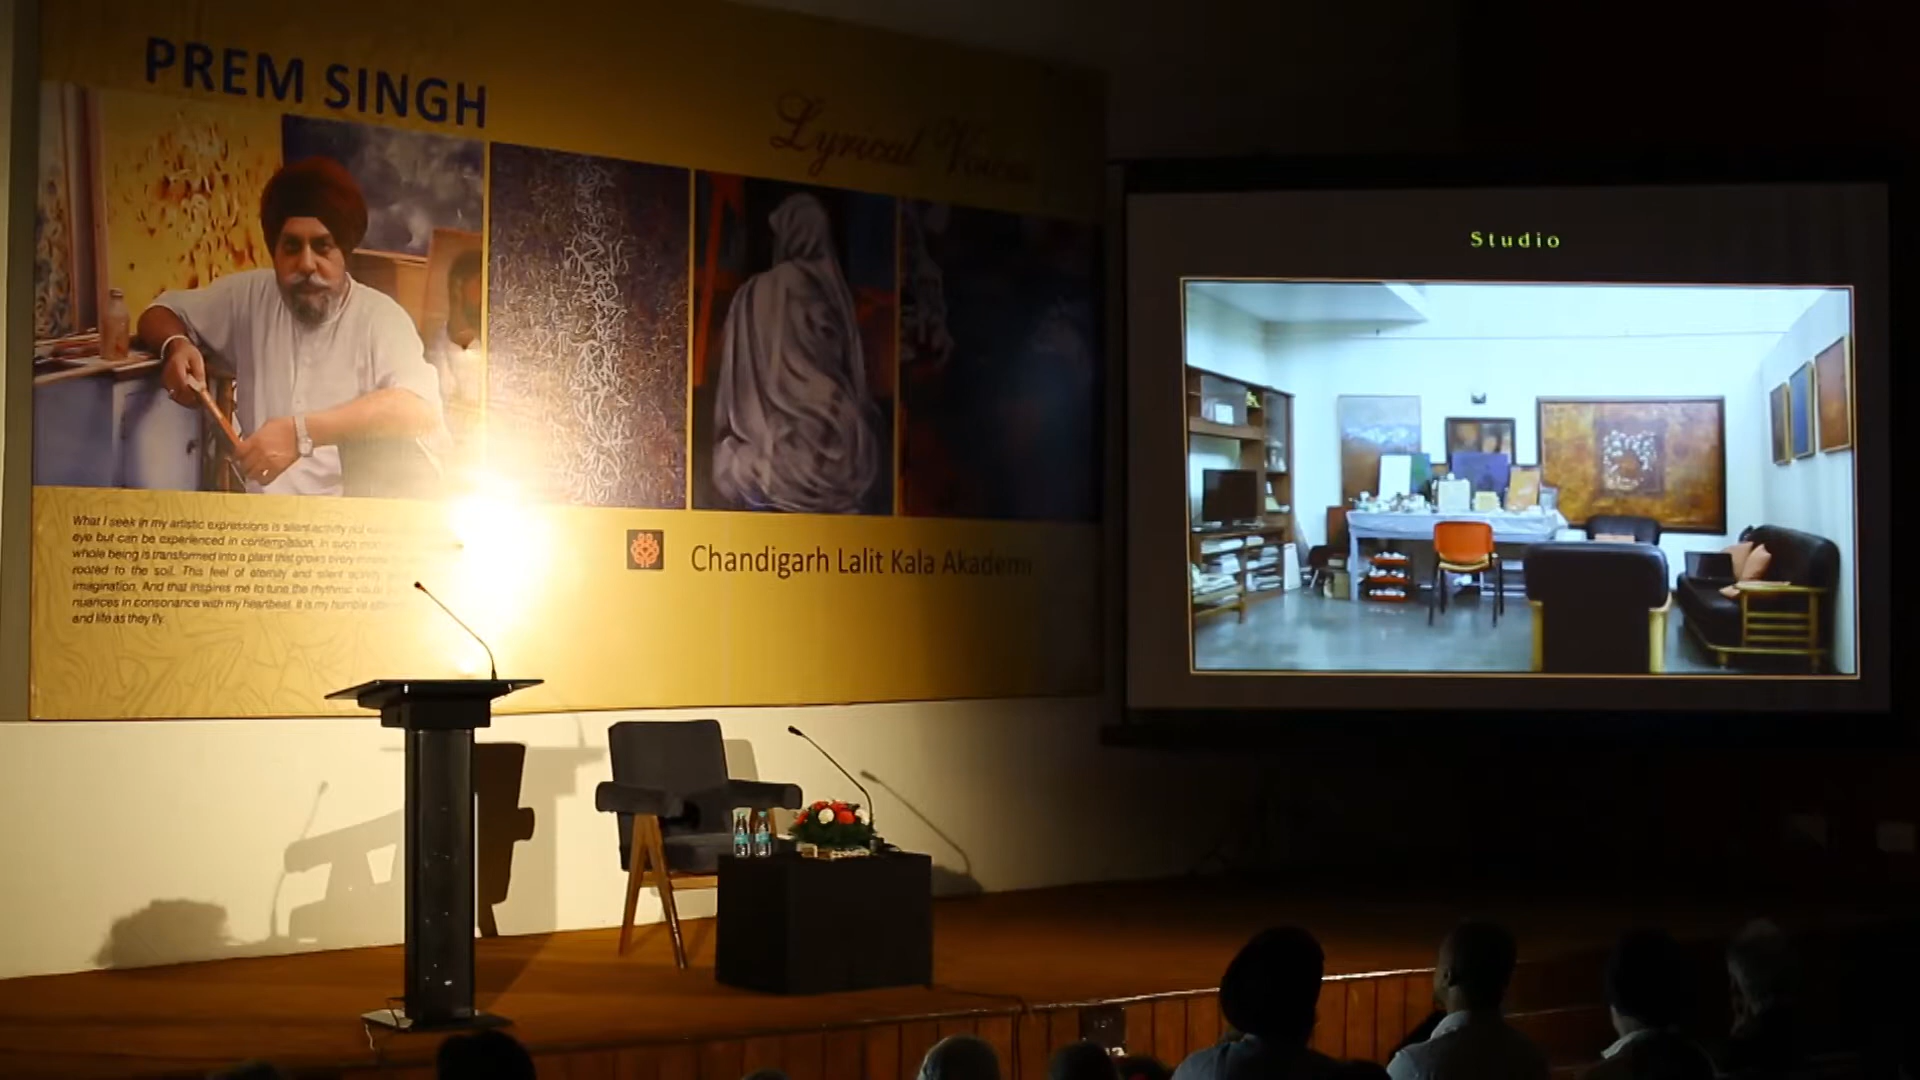 PREM SINGH
Lyrical Voices
Studio
What I seek in my artistic expressions is silent activity not
eye but can be experienced in contemplation. In such
whole being is transformed into a plant that grows every
rooted to the soil. This feel of eternity and silent activity
imagination. And that inspires me to tune the rhythmic
nuances in consonance with my heartbeat. It is my humble
and life as they fly.
Chandigarh Lalit Kala Akademi